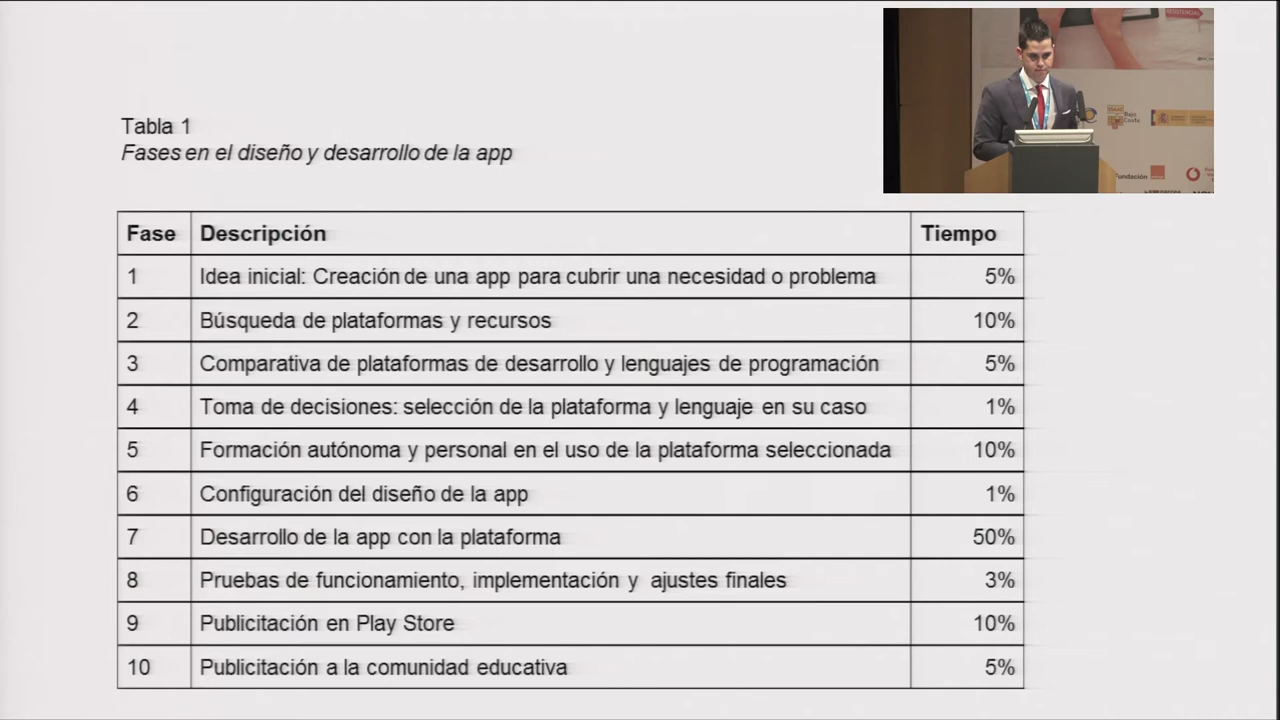 RESISTENCIA
Bajo
Coste
Fundación
Tabla 1
Fases en el diseño y desarrollo de la app
Fase Descripción Tiempo
1 Idea inicial: Creación de una app para cubrir una necesidad o problema 5%
2 Búsqueda de plataformas y recursos 10%
3 Comparativa de plataformas de desarrollo y lenguajes de programación 5%
4 Toma de decisiones: selección de la plataforma y lenguaje en su caso 1%
5 Formación autónoma y personal en el uso de la plataforma seleccionada 10%
6 Configuración del diseño de la app 1%
7 Desarrollo de la app con la plataforma 50%
8 Pruebas de funcionamiento, implementación y ajustes finales 3%
9 Publicitación en Play Store 10%
10 Publicitación a la comunidad educativa 5%